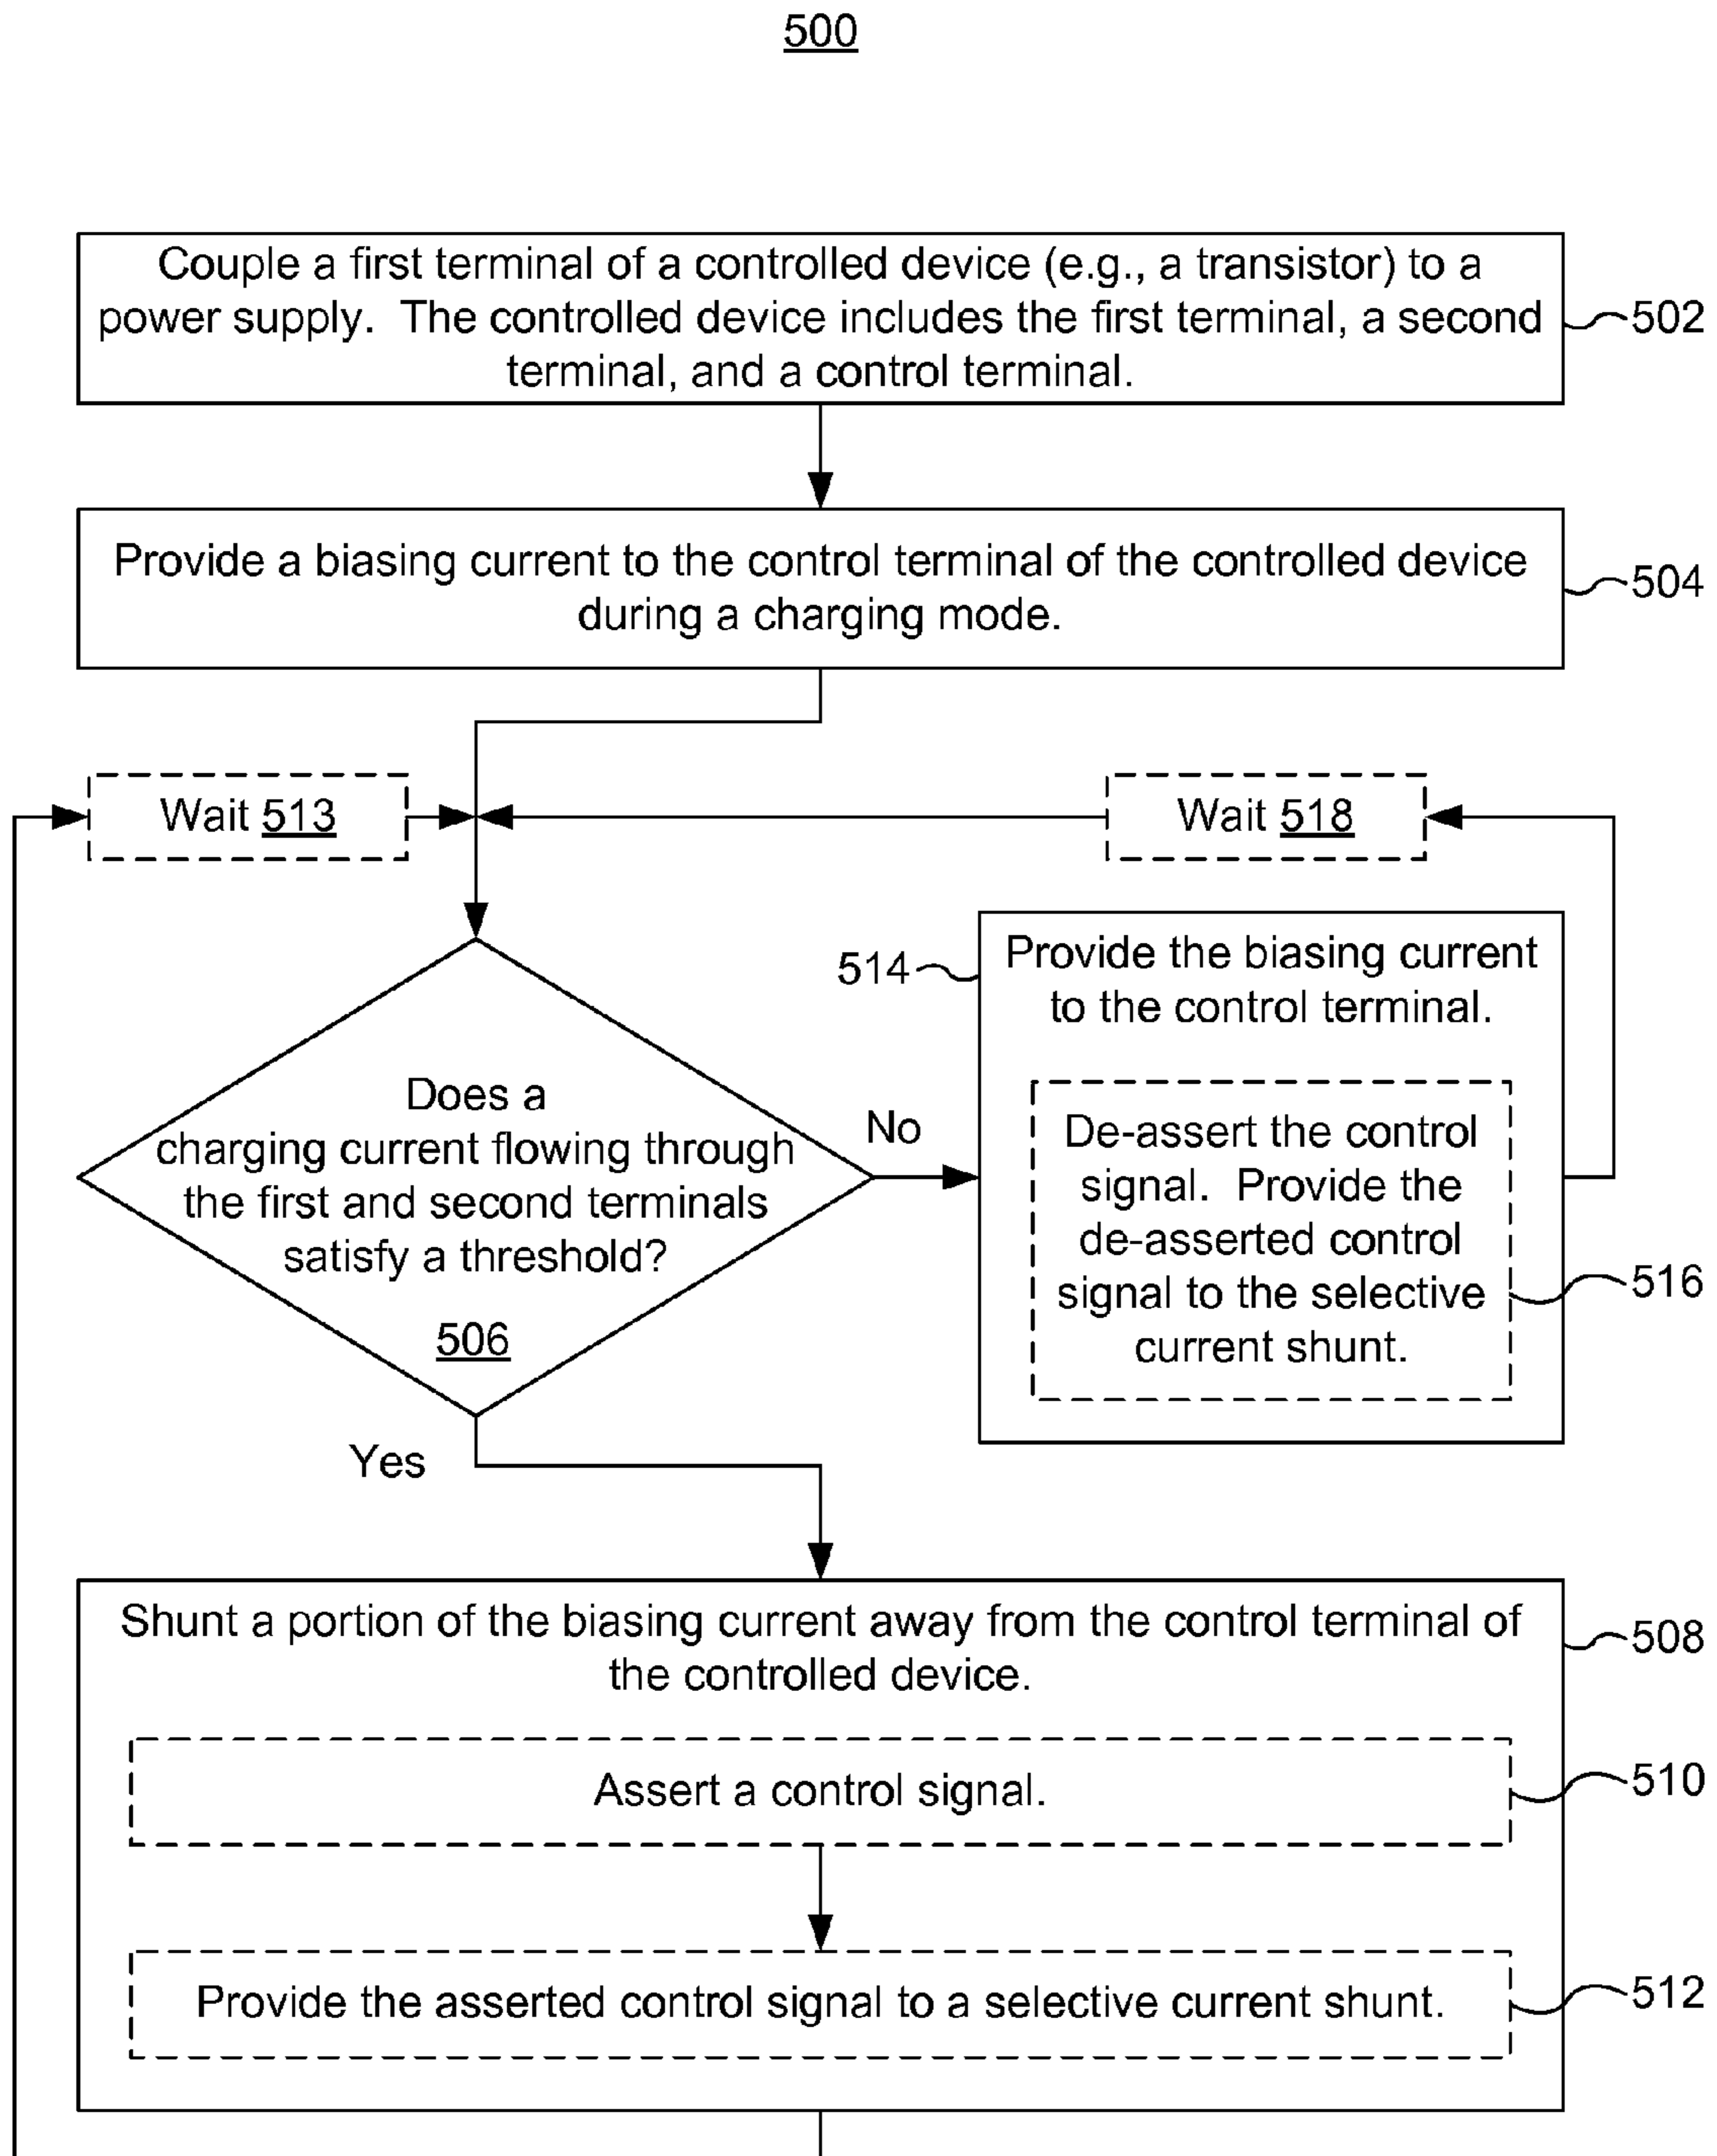 500
Couple a first terminal of a controlled device (e.g., a transistor) to a
power supply.  The controlled device includes the first terminal, a second
terminal, and a control terminal.
502
Provide a biasing current to the control terminal of the controlled device
during a charging mode.
504
Wait 513
Wait 518
514
Provide the biasing current
to the control terminal.
Does a
charging current flowing through
the first and second terminals
satisfy a threshold?
506
No
De-assert the control
signal.  Provide the
de-asserted control
signal to the selective
current shunt.
516
Yes
Shunt a portion of the biasing current away from the control terminal of
the controlled device.
508
Assert a control signal.
510
Provide the asserted control signal to a selective current shunt.
512